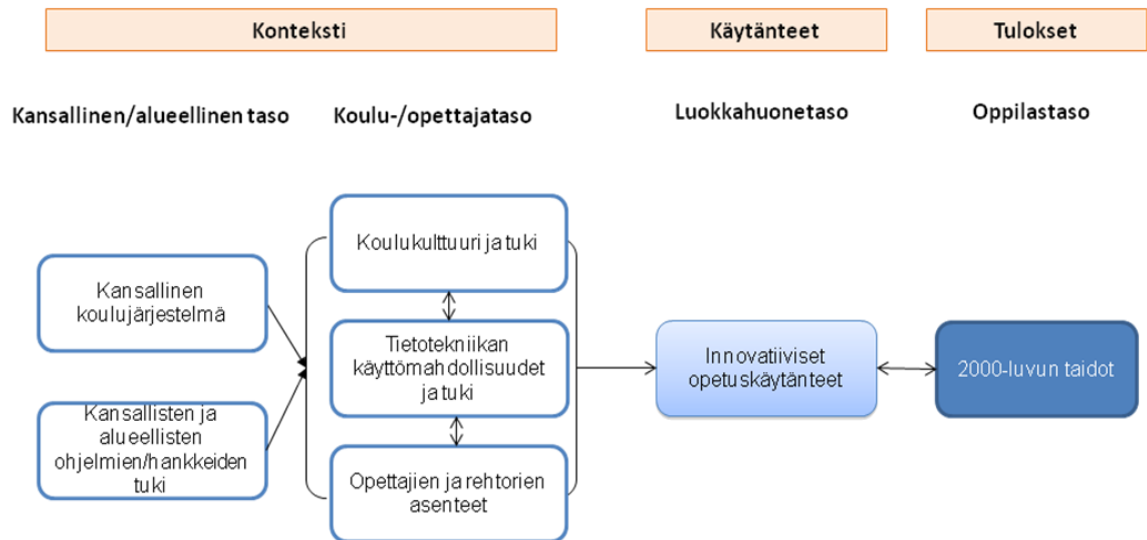 Konteksti
Käytänteet
Tulokset
Kansallinen/alueellinen taso
Koulu-/opettajataso
Luokkahuonetaso
Oppilastaso
Kansallinen
koulujärjestelmä
Kansallisten ja
alueellisten
ohjelmien/hankkeiden
tuki
Koulukulttuuri ja tuki
Tietotekniikan
käyttömahdollisuudet
ja tuki
Opettajien ja rehtorien
asenteet
Innovatiiviset
opetuskäytänteet
2000-luvun taidot